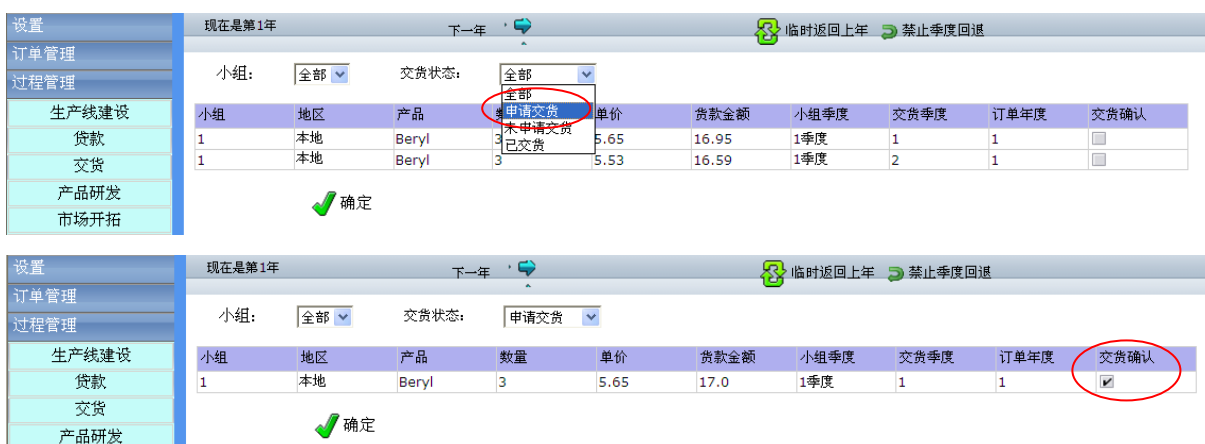 设置 现在是第1年 下一年 临时返回上年 禁止季度回退
订单管理
过程管理 小组： 全部 交货状态： 全部
全部
生产线建设 小组 地区 产品 申请交货 单价 货款金额 小组季度 交货季度 订单年度 交货确认
未申请交货
贷款 1 本地 Beryl 3 5.65 16.95 1季度 1 1
已交货
交货 1 本地 Beryl 3 5.53 16.59 1季度 2 1
产品研发 确定
市场开拓
设置 现在是第1年 下一年 临时返回上年 禁止季度回退
订单管理
过程管理 小组： 全部 交货状态： 申请交货
生产线建设 小组 地区 产品 数量 单价 货款金额 小组季度 交货季度 订单年度 交货确认
贷款 1 本地 Beryl 3 5.65 17.0 1季度 1 1
交货 确定
产品研发